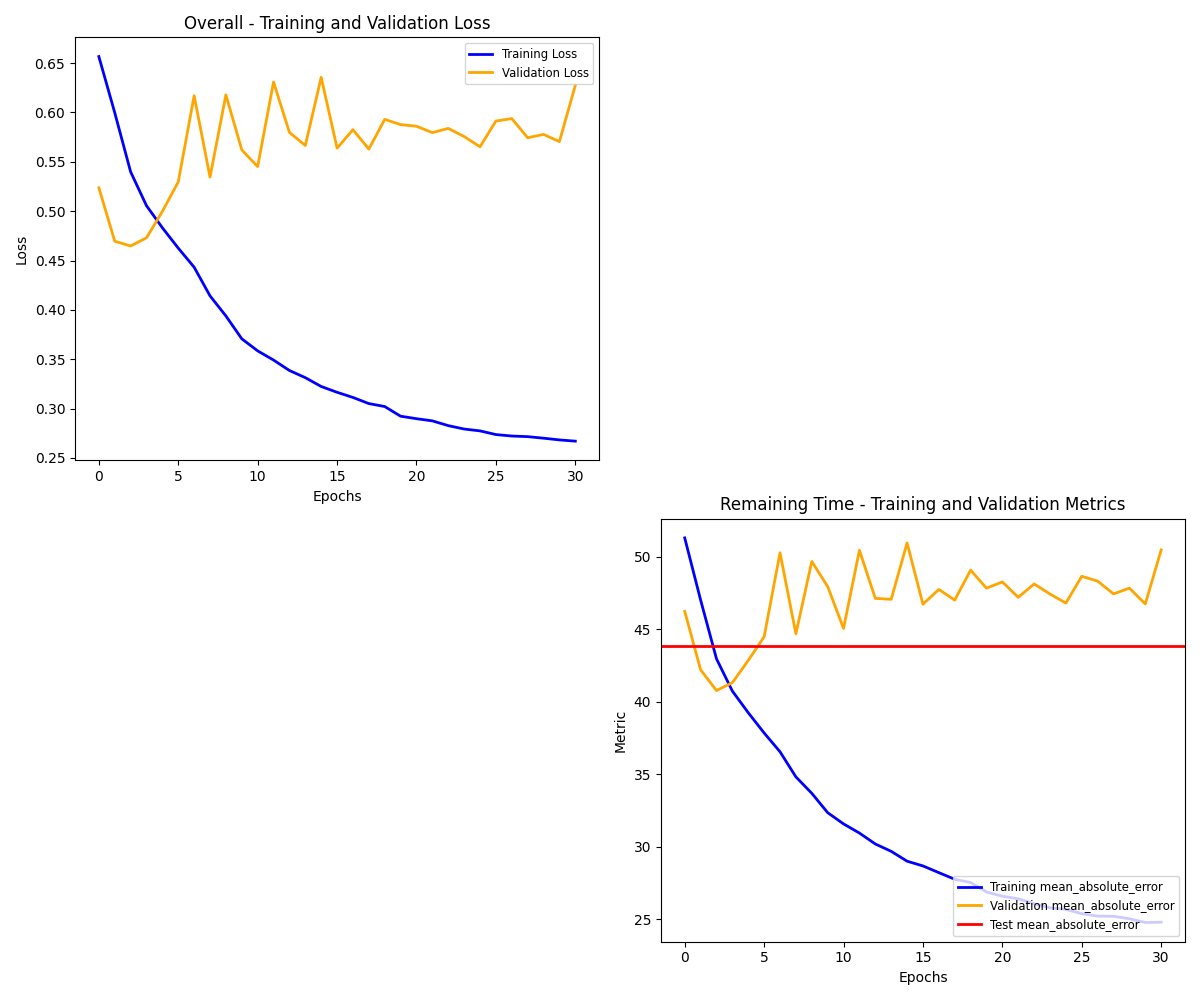 Overall - Training and Validation Loss
Training Loss
Validation Loss
0.65
0.60
0.55
0.50
0.45
0.40
0.35
0.30
0.25
Loss
0 5 10 15 20 25 30
Epochs
Remaining Time - Training and Validation Metrics
50
45
40
35
30
25
Metric
Training mean_absolute_error
Validation mean_absolute_error
Test mean_absolute_error
0 5 10 15 20 25 30
Epochs